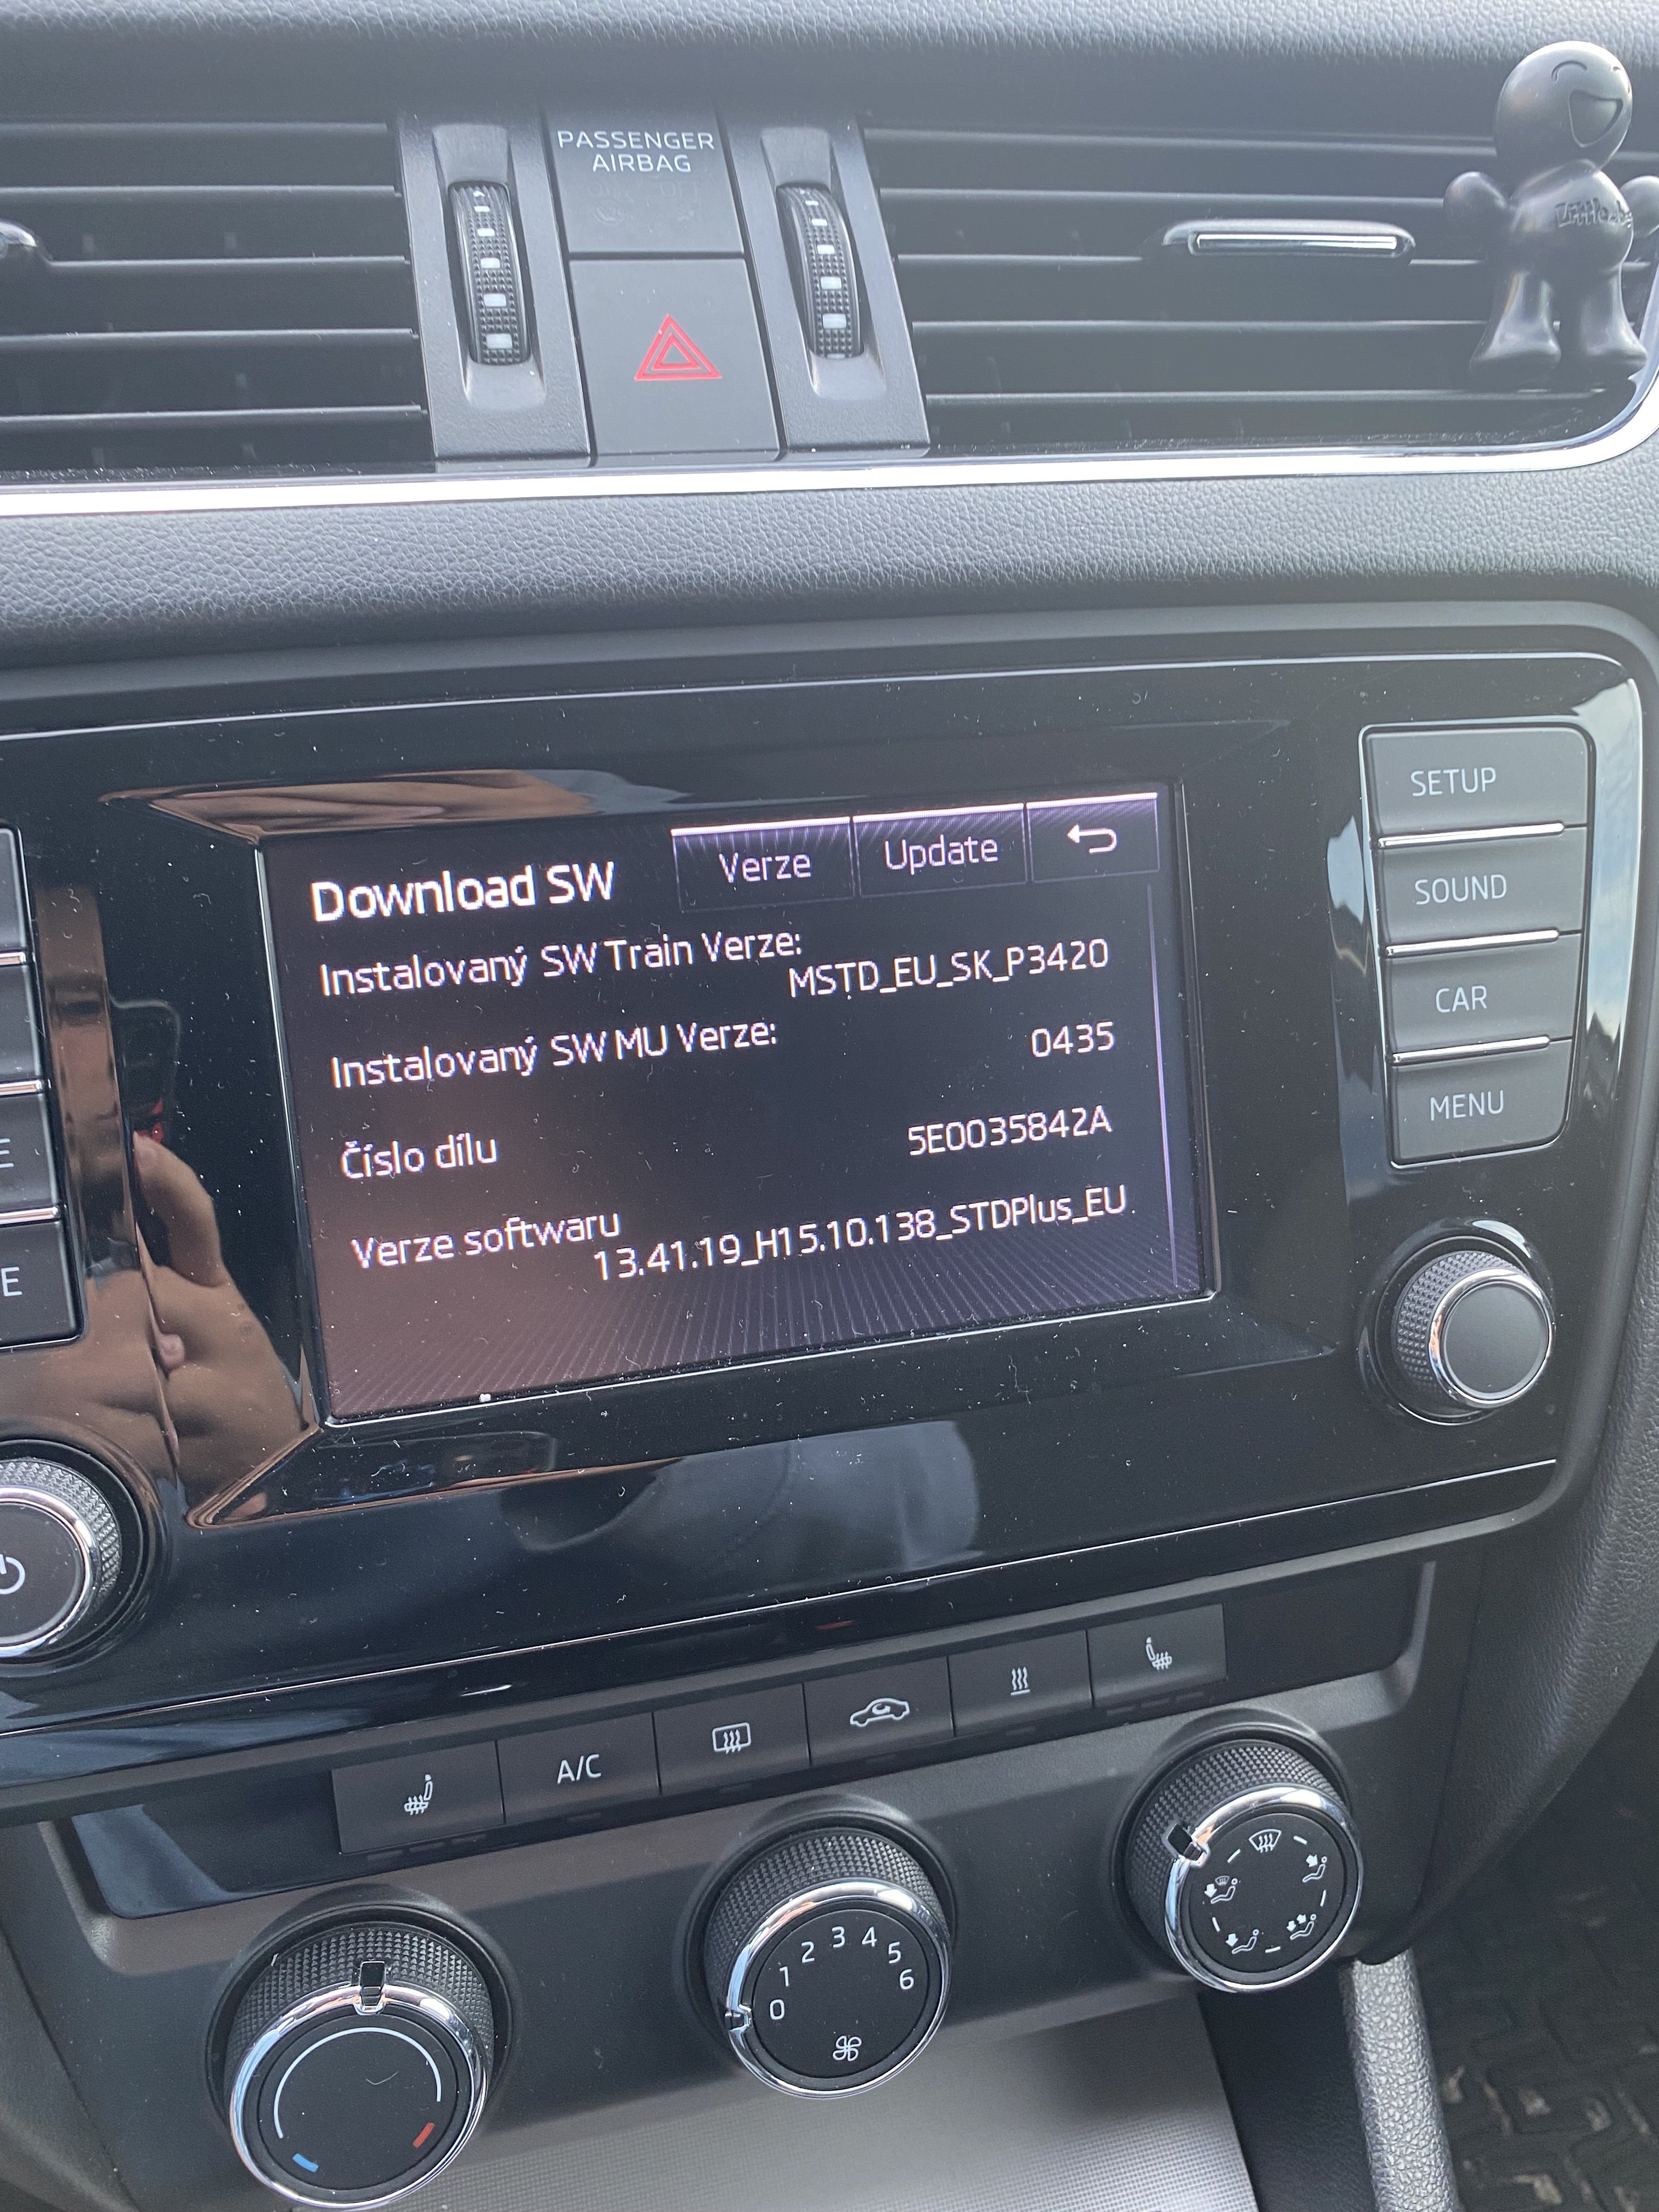 PASSENGER
AIRBAG
Download SW
Verze
Update
Instalovaný SW Train Verze:
MSTD_EU_SK_P3420
Instalovaný SW MU Verze:
0435
Číslo dílu
5E0035842A
Verze softwaru
13.41.19_H15.10.138_STDPlus_EU
SETUP
SOUND
CAR
MENU
E
E
A/C
0 1 2 3 4 5 6